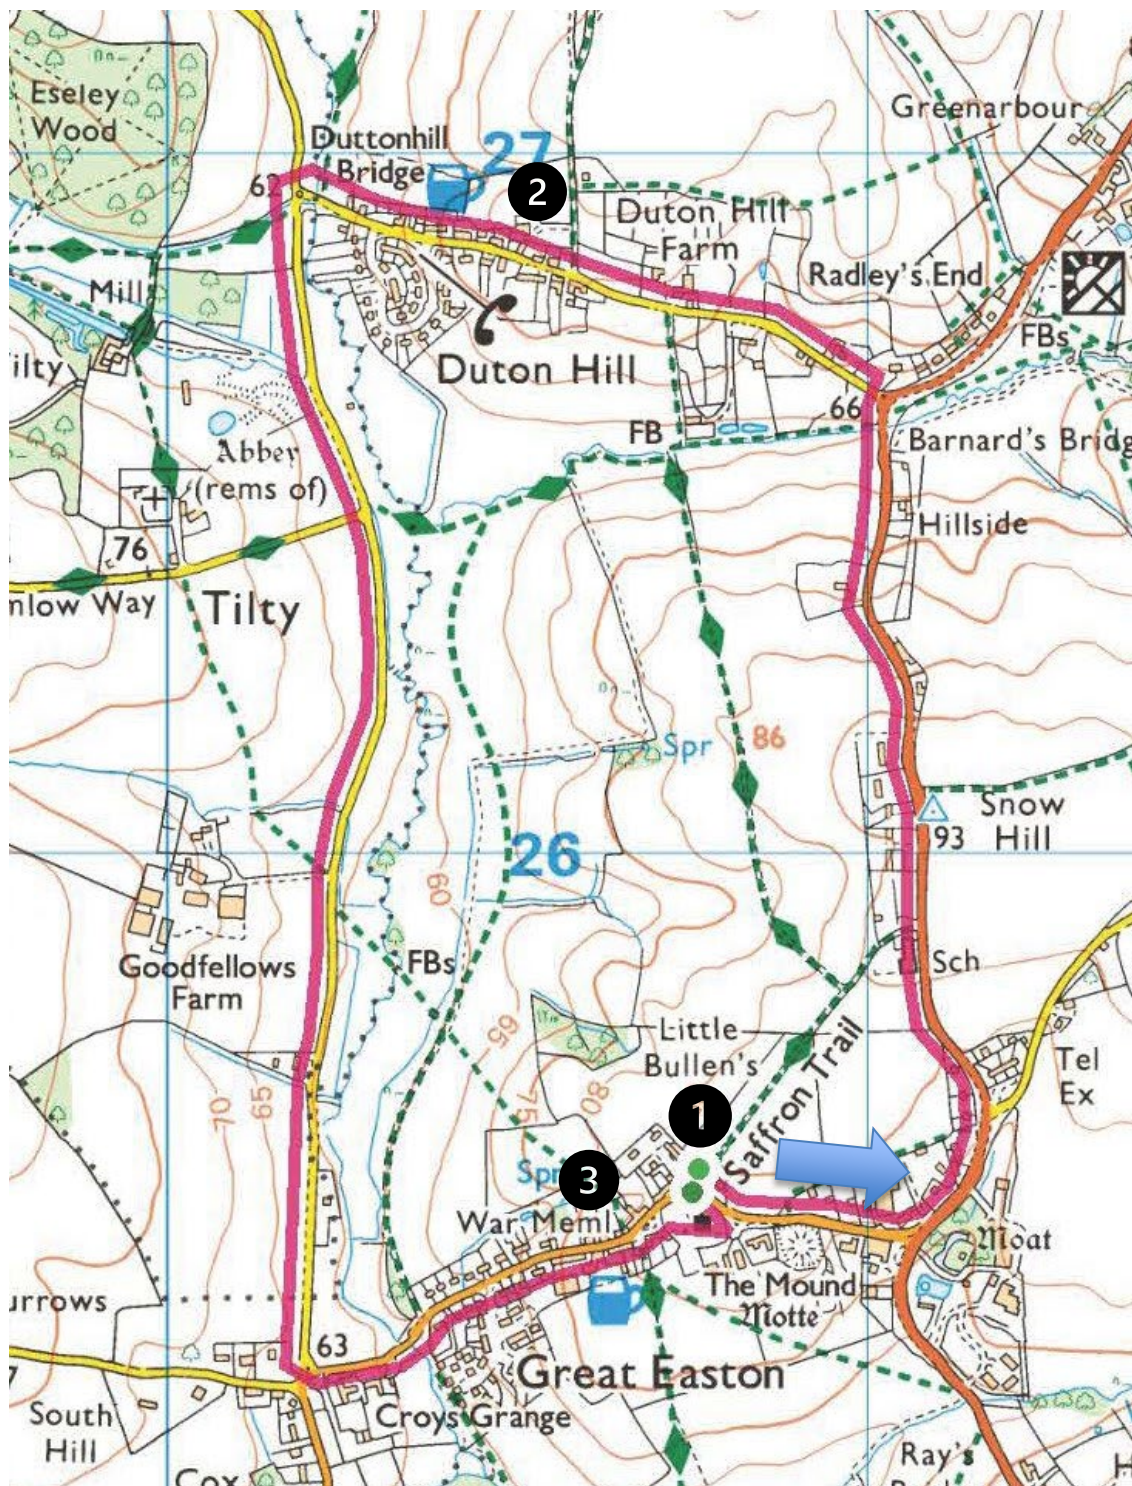 Eseley
Wood
Duttonhill
Bridge
27
2
Greenarbour
Duton Hill
Farm
Radley's End
Mill
FBs
Duton Hill
66
FB
Barnard's Bridg
Abbey
(rems of)
Hillside
76
nlow Way
Tilty
Spr
86
Snow
Hill
93
26
60
Goodfellows
Farm
FBs
Sch
65
Little
Bullen's
Saffron Trail
Tel
Ex
70
65
75
80
1
Spr
3
War Meml
Moat
The Mound
Motte
urrows
63
Great Easton
South
Hill
Croys Grange
Ray's
Cox